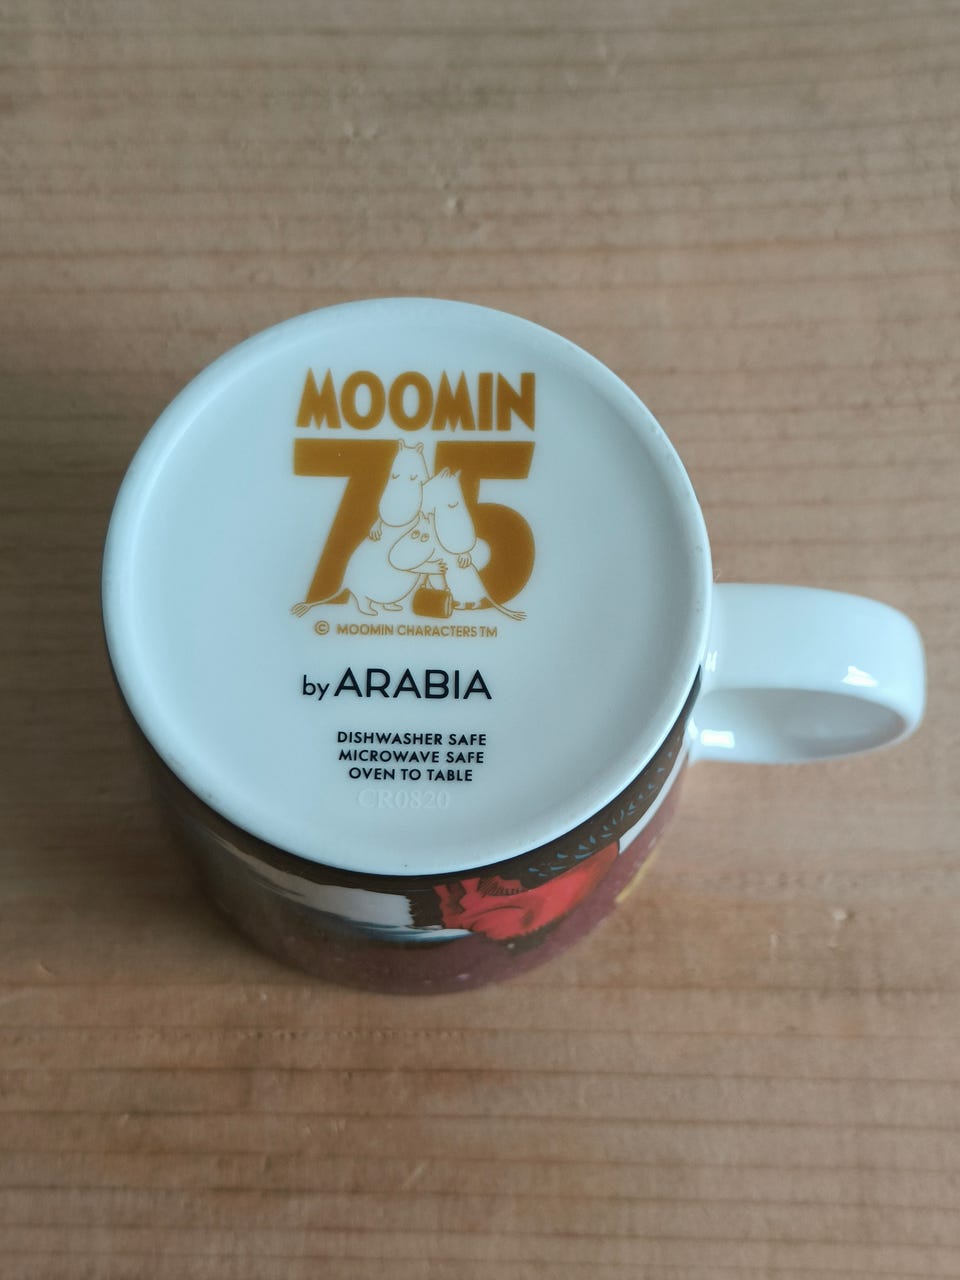 MOOMIN
75
© MOOMIN CHARACTERS TM
by ARABIA
DISHWASHER SAFE
MICROWAVE SAFE
OVEN TO TABLE
CR0820